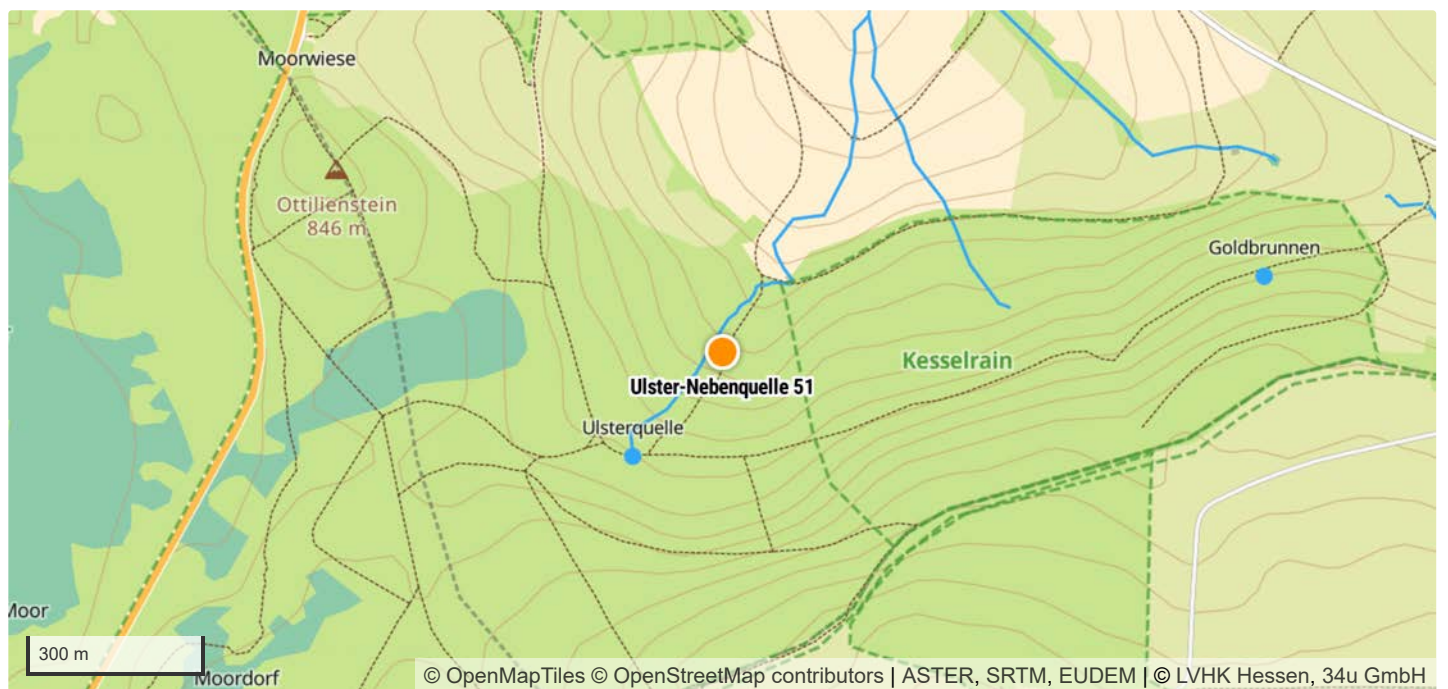 Moorwiese
Ottilienstein
846 m
Goldbrunnen
Kesselrain
Ulster-Nebenquelle 51
Ulsterquelle
Moor
300 m
Moordorf
© OpenMapTiles © OpenStreetMap contributors | ASTER, SRTM, EUDEM | © LVHK Hessen, 34u GmbH